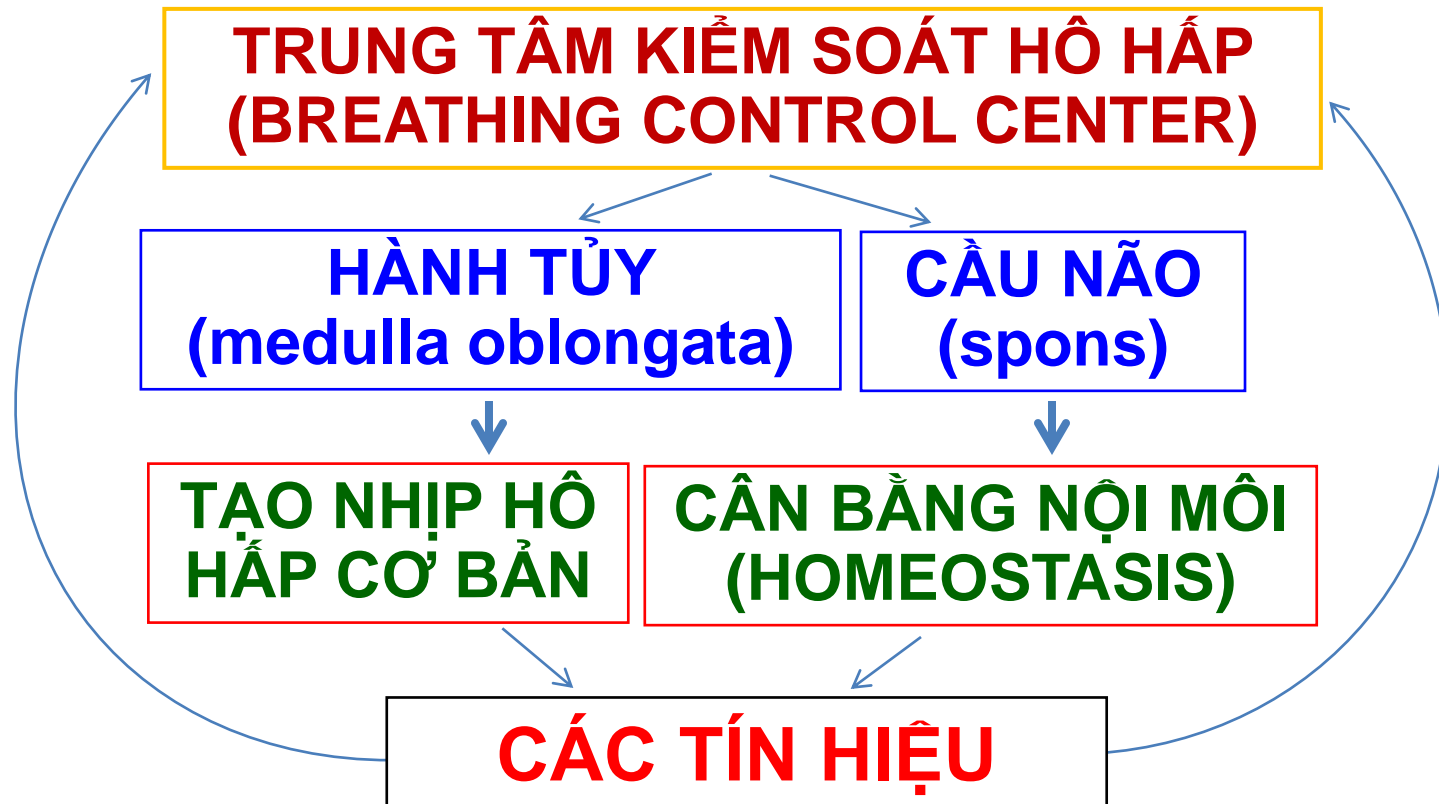 TRUNG TÂM KIỂM SOÁT HÔ HẤP
(BREATHING CONTROL CENTER)
HÀNH TỦY
(medulla oblongata)
CẦU NÃO
(spons)
TẠO NHỊP HÔ
HẤP CƠ BẢN
CÂN BẰNG NỘI MÔI
(HOMEOSTASIS)
CÁC TÍN HIỆU